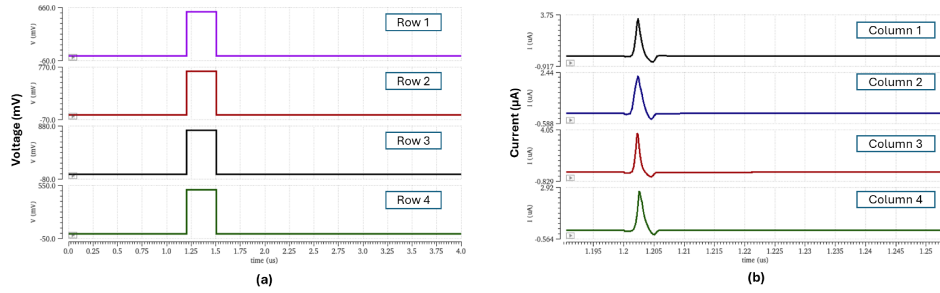 Voltage (mV)
660.0
V (mV)
-60.0
Row 1
770.0
V (mV)
-70.0
Row 2
880.0
V (mV)
-80.0
Row 3
550.0
V (mV)
-50.0
Row 4
0.0 0.25 0.5 0.75 1.0 1.25 1.5 1.75 2.0 2.25 2.5 2.75 3.0 3.25 3.5 3.75 4.0
time (us)
(a)
Current (μA)
3.75
I (uA)
-0.917
Column 1
2.44
I (uA)
-0.588
Column 2
4.05
I (uA)
-0.829
Column 3
2.92
I (uA)
-0.564
Column 4
1.195 1.2 1.205 1.21 1.215 1.22 1.225 1.23 1.235 1.24 1.245 1.25
time (us)
(b)